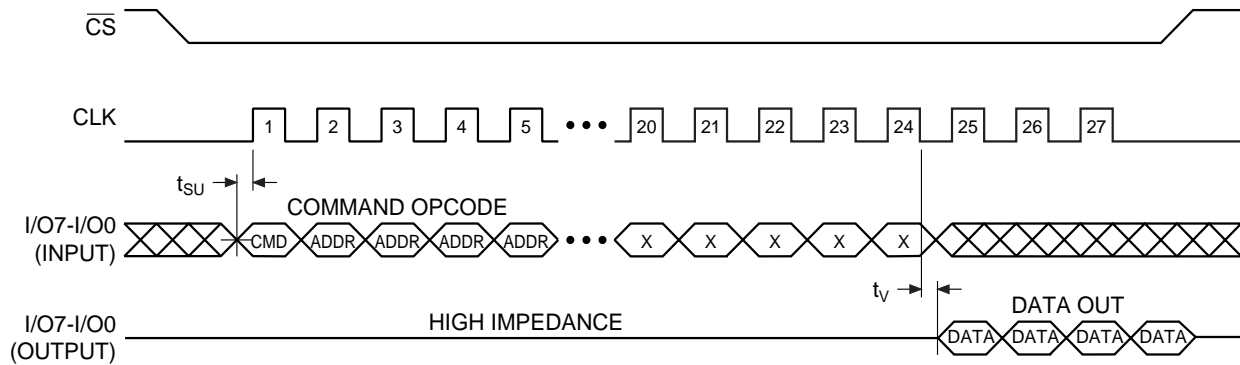 CS
CLK
1 2 3 4 5 ••• 20 21 22 23 24 25 26 27
tSU
COMMAND OPCODE
I/O7-I/O0
(INPUT)
CMD ADDR ADDR ADDR ADDR ••• X X X X X
tV
I/O7-I/O0
(OUTPUT)
HIGH IMPEDANCE
DATA OUT
DATA DATA DATA DATA